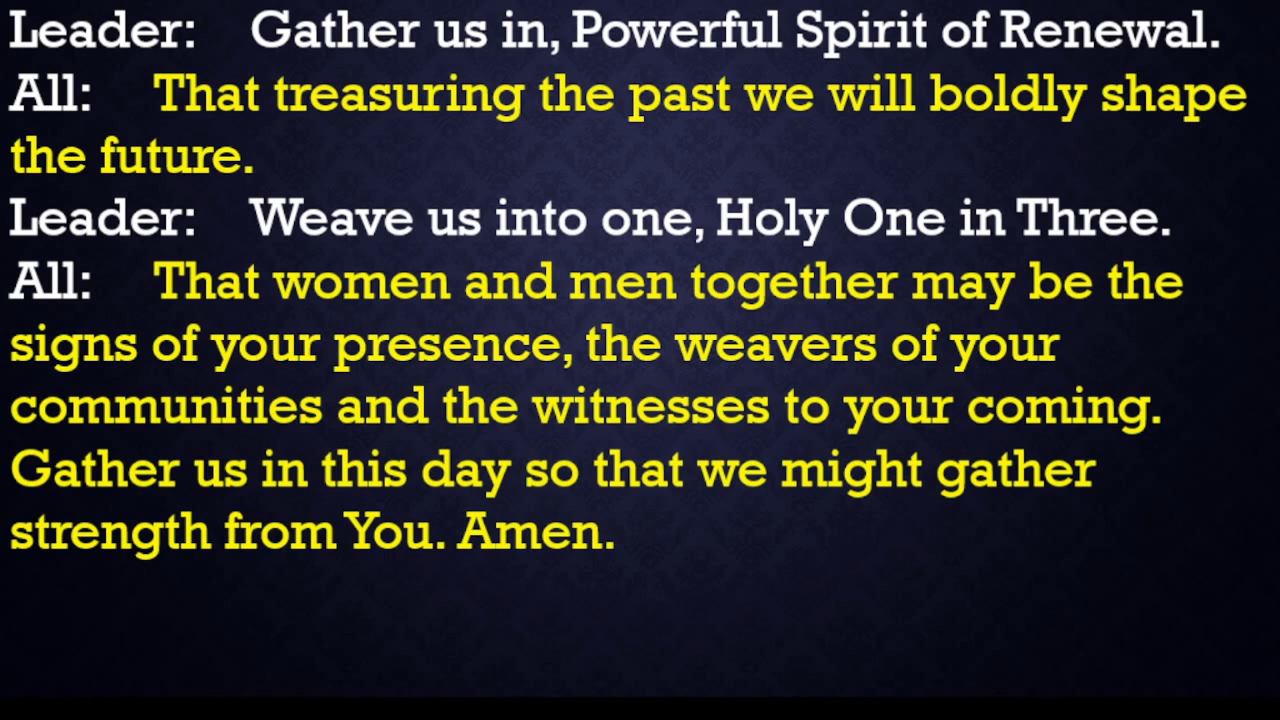 Leader: Gather us in, Powerful Spirit of Renewal.
All: That treasuring the past we will boldly shape
the future.
Leader: Weave us into one, Holy One in Three.
All: That women and men together may be the
signs of your presence, the weavers of your
communities and the witnesses to your coming.
Gather us in this day so that we might gather
strength from You. Amen.